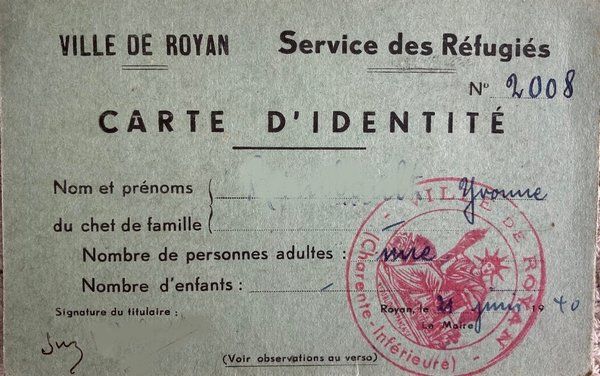 VILLE DE ROYAN Service des Réfugiés
N° 2008
CARTE D'IDENTITÉ
Nom et prénoms Yvonne
du chef de famille
Nombre de personnes adultes : une
Nombre d'enfants : -
Royan, le juin 1940
Le Maire
Signature du titulaire :
(Voir observations au verso)
VILLE DE ROYAN
(Charente-Inférieure)